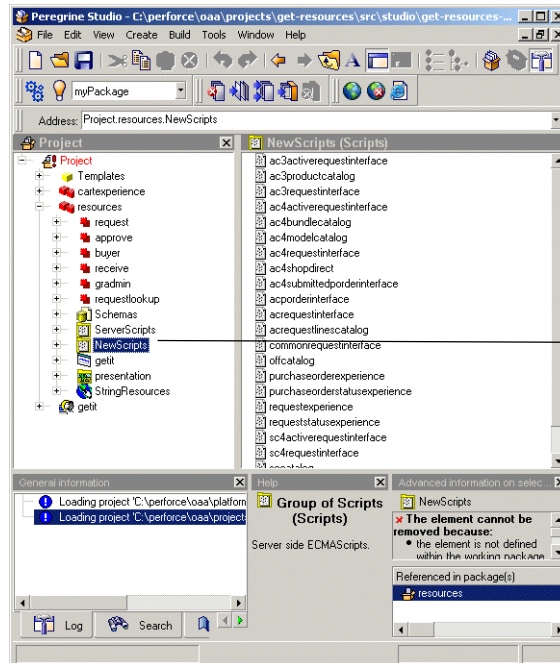 Peregrine Studio - C:\perforce\oaa\projects\get-resources\src\studio\get-resources-...
File Edit View Create Build Tools Window Help
myPackage
Address: Project.resources.NewScripts
Project
Project
Templates
cartexperience
resources
request
approve
buyer
receive
gradmin
requestlookup
Schemas
ServerScripts
NewScripts
getit
presentation
StringResources
getit
NewScripts (Scripts)
ac3activerequestinterface
ac3productcatalog
ac3requestinterface
ac4activerequestinterface
ac4bundlecatalog
ac4modelcatalog
ac4requestinterface
ac4shopdirect
ac4submittedporderinterface
acporderinterface
acrequestinterface
acrequestlinescatalog
commonrequestinterface
offcatalog
purchaseorderexperience
purchaseorderstatusexperience
requestexperience
requeststatusexperience
sc4activerequestinterface
sc4requestinterface
General information
Loading project 'C:\perforce\oaa\platforn
Loading project 'C:\perforce\oaa\project:
Log Search
Help
Group of Scripts
(Scripts)
Server side ECMAScripts.
Advanced information on selec...
NewScripts
The element cannot be
removed because:
• the element is not defined
within the working package
Referenced in package(s)
resources